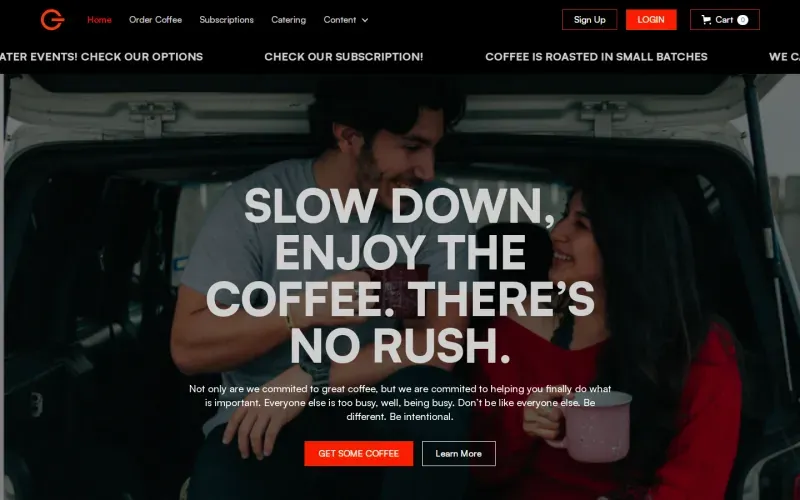 Home
Order Coffee
Subscriptions
Catering
Content
Sign Up
LOGIN
Cart 0
ATER EVENTS! CHECK OUR OPTIONS
CHECK OUR SUBSCRIPTION!
COFFEE IS ROASTED IN SMALL BATCHES
WE CA
SLOW DOWN,
ENJOY THE
COFFEE. THERE’S
NO RUSH.
Not only are we commited to great coffee, but we are commited to helping you finally do what
is important. Everyone else is too busy, well, being busy. Don’t be like everyone else. Be
different. Be intentional.
GET SOME COFFEE
Learn More